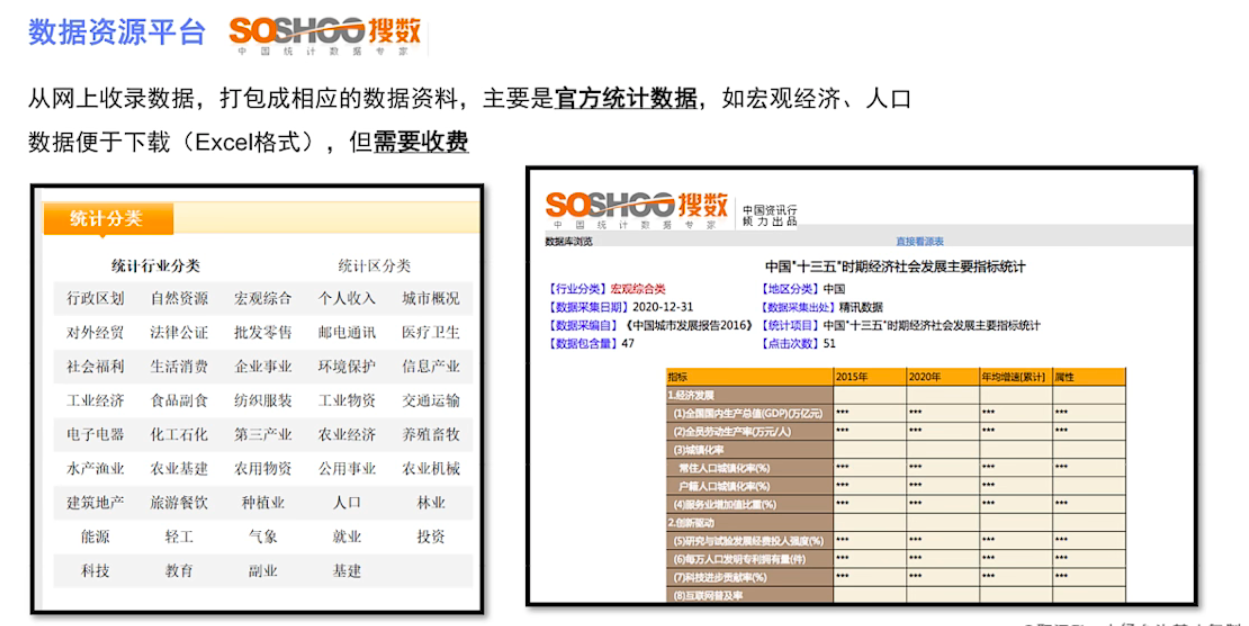 数据资源平台 SOSHOO搜数
中国统计数据专家
从网上收录数据，打包成相应的数据资料，主要是官方统计数据，如宏观经济、人口
数据便于下载（Excel格式），但需要收费
统计分类
统计行业分类 统计区分类
行政区划 自然资源 宏观综合 个人收入 城市概况
对外经贸 法律公证 批发零售 邮电通讯 医疗卫生
社会福利 生活消费 企业事业 环境保护 信息产业
工业经济 食品副食 纺织服装 工业物资 交通运输
电子电器 化工石化 第三产业 农业经济 养殖畜牧
水产渔业 农业基建 农用物资 公用事业 农业机械
建筑地产 旅游餐饮 种植业 人口 林业
能源 轻工 气象 就业 投资
科技 教育 副业 基建
SOSHOO搜数 中国资讯行
中国统计数据专家 倾力出品
数据库浏览 直接看源表
中国"十三五"时期经济社会发展主要指标统计
【行业分类】宏观综合类 【地区分类】中国
【数据采集日期】2020-12-31 【数据采集出处】精讯数据
【数据采编自】《中国城市发展报告2016》 【统计项目】中国"十三五"时期经济社会发展主要指标统计
【数据包含量】47 【点击次数】51
指标 2015年 2020年 年均增速[累计] 属性
1.经济发展
(1)全国国内生产总值(GDP)(万亿元) *** *** *** ***
(2)全员劳动生产率(万元/人) *** *** *** ***
(3)城镇化率
常住人口城镇化率(%) *** *** *** ***
户籍人口城镇化率(%) *** *** ***
(4)服务业增加值比重(%) *** *** *** ***
2.创新驱动
(5)研究与试验发展经费投入强度(%) *** *** *** ***
(6)每万人口发明专利拥有量(件) *** *** *** ***
(7)科技进步贡献率(%) *** *** *** ***
(8)互联网普及率